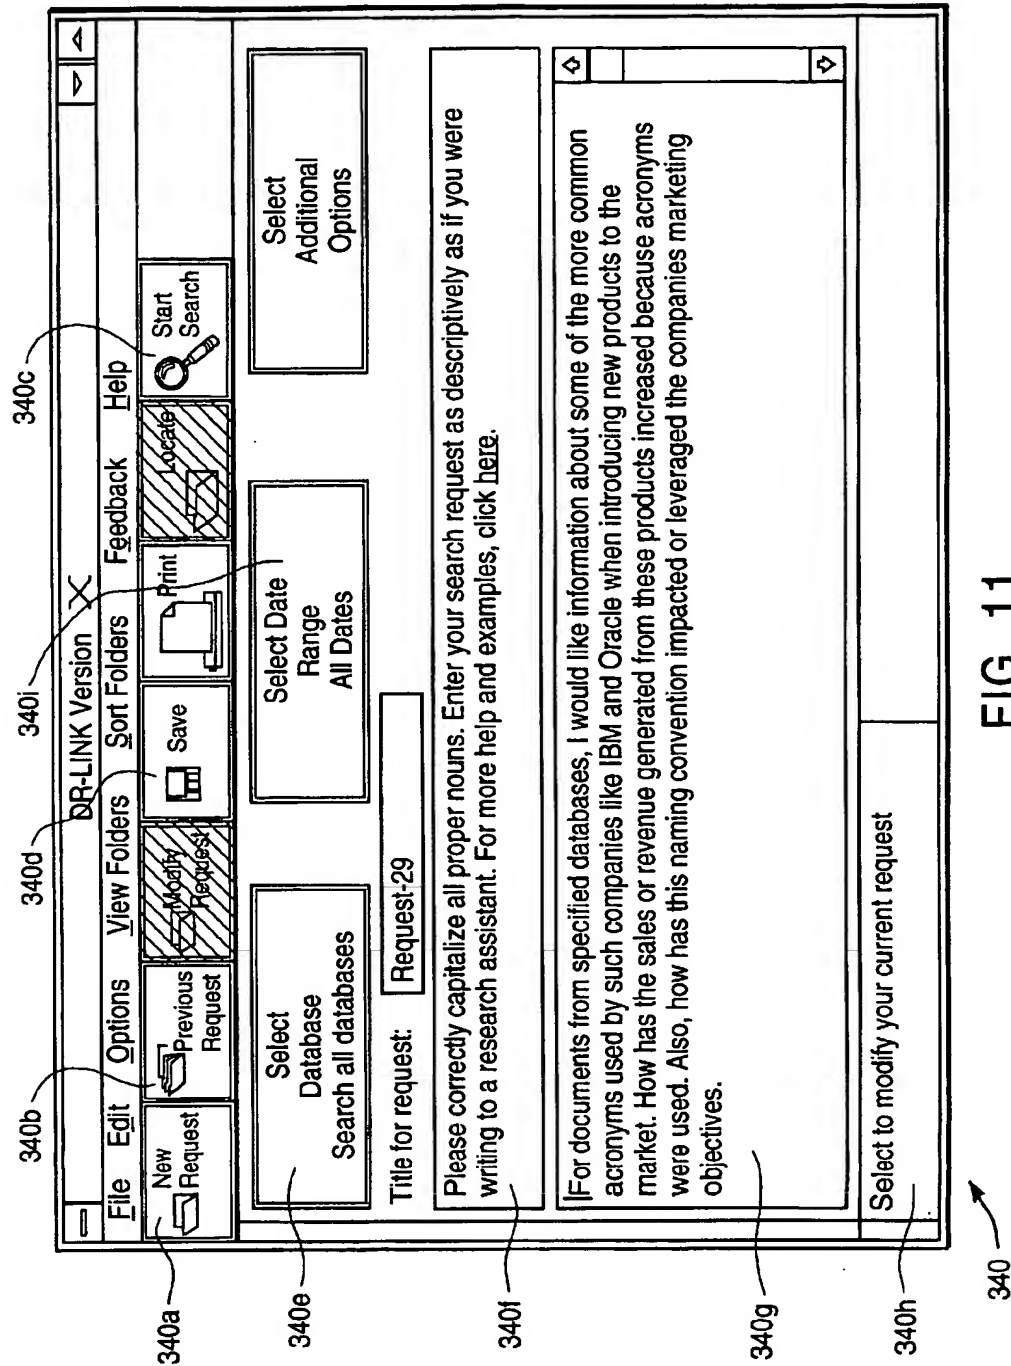 340c
340i
340d
340b
DR-LINK Version X
File Edit Options View Folders Sort Folders Feedback Help
New
Request
Previous
Request
Modify
Request
Save
Print
Locate
Start
Search
340a
Select
Database
Search all databases
Select Date
Range
All Dates
Select
Additional
Options
340e
Title for request: Request-29
Please correctly capitalize all proper nouns. Enter your search request as descriptively as if you were
writing to a research assistant. For more help and examples, click here.
340f
For documents from specified databases, I would like information about some of the more common
acronyms used by such companies like IBM and Oracle when introducing new products to the
market. How has the sales or revenue generated from these products increased because acronyms
were used. Also, how has this naming convention impacted or leveraged the companies marketing
objectives.
340g
Select to modify your current request
340h
340
FIG. 11